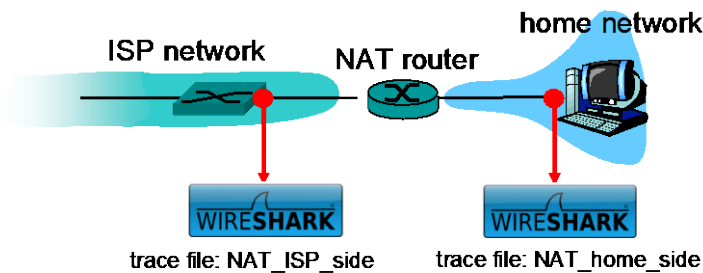 home network
ISP network
NAT router
WIRESHARK
WIRESHARK
trace file: NAT_ISP_side
trace file: NAT_home_side